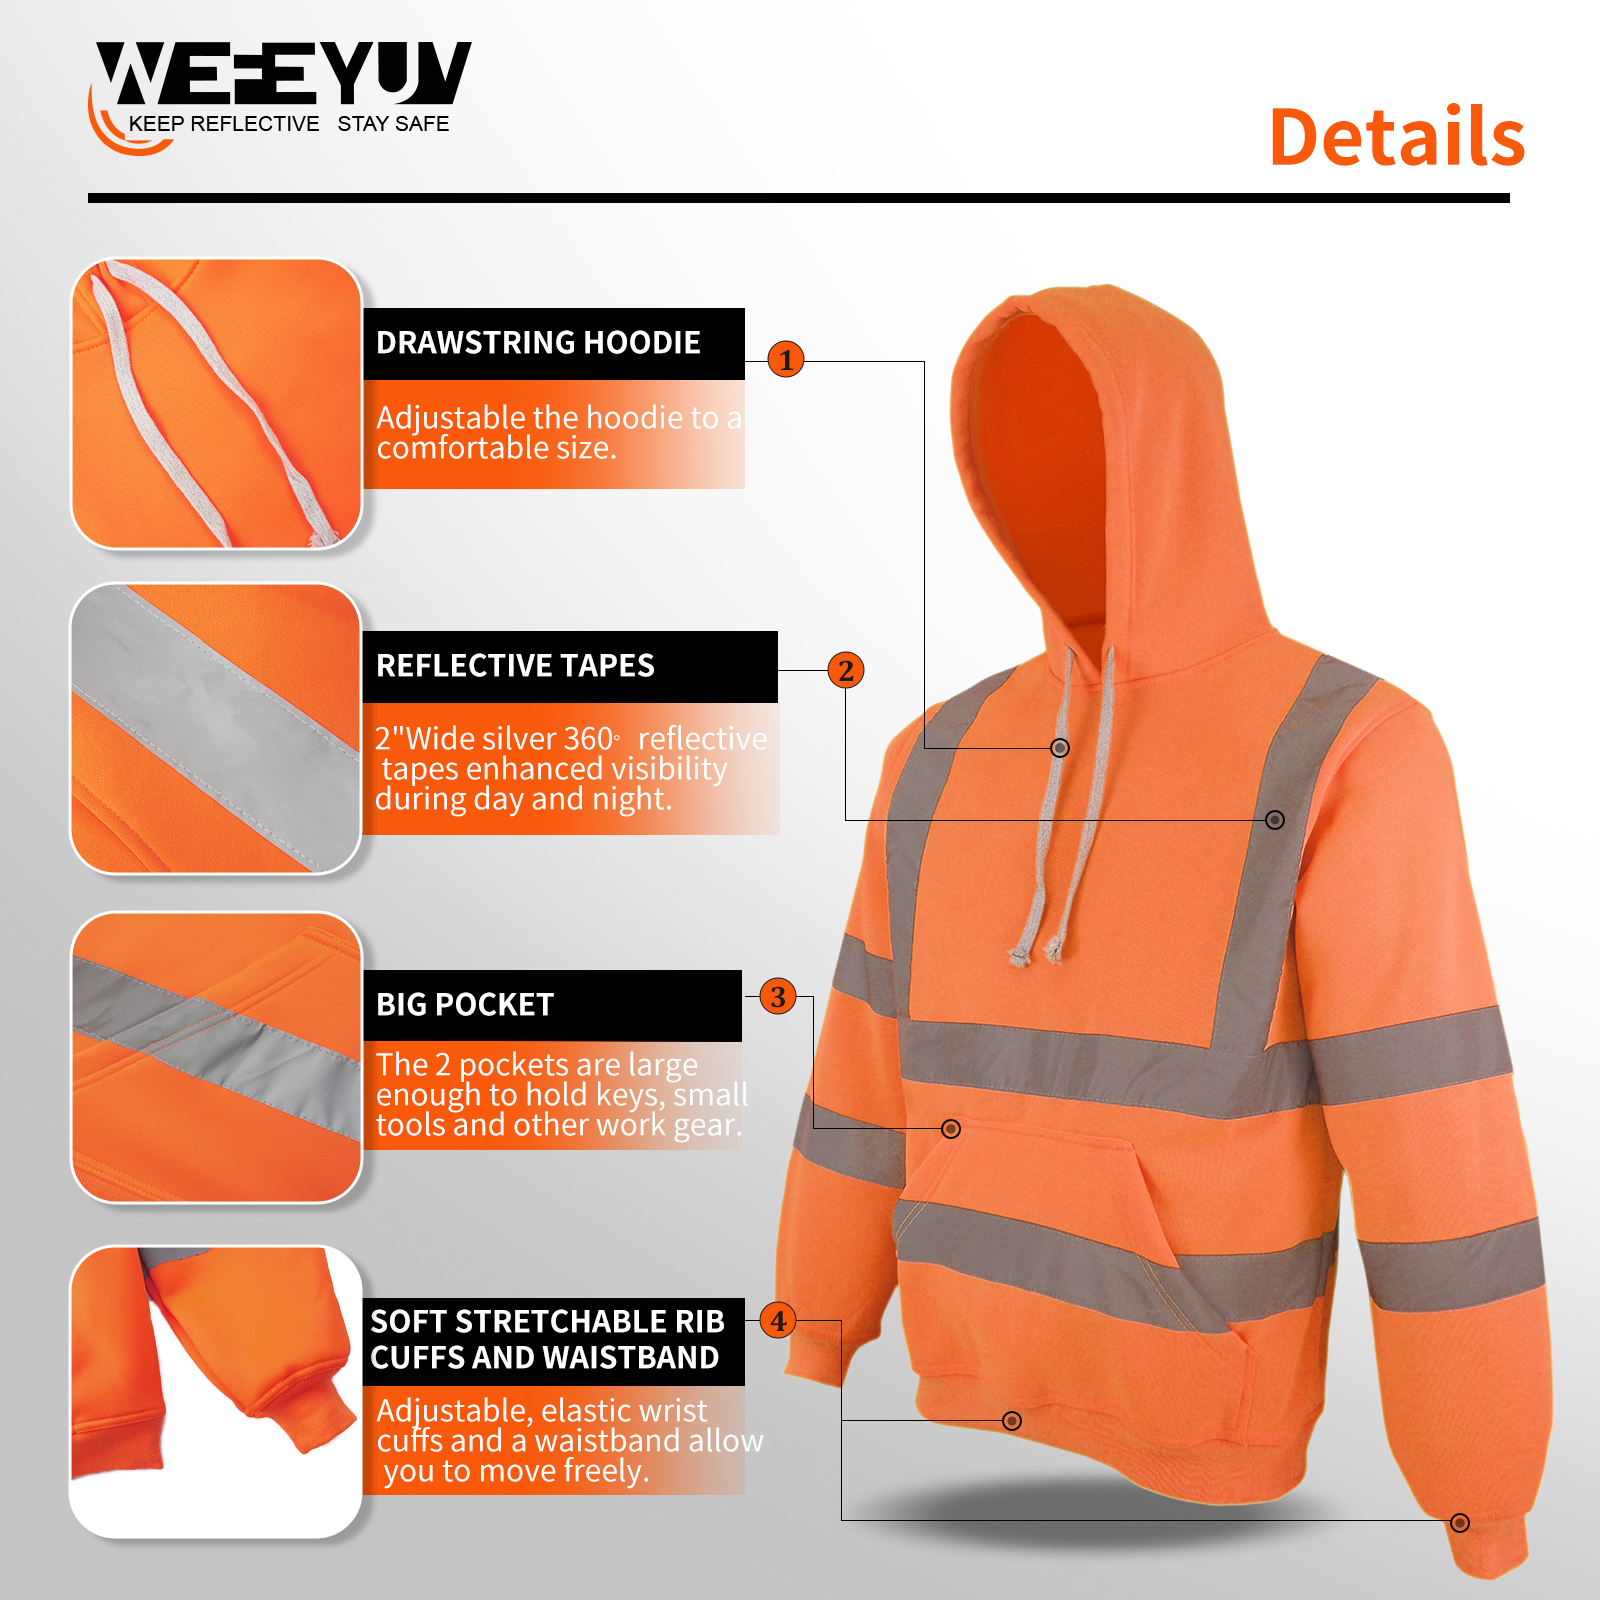 WEFEYUV
KEEP REFLECTIVE STAY SAFE
Details
DRAWSTRING HOODIE
1
Adjustable the hoodie to a
comfortable size.
REFLECTIVE TAPES
2
2"Wide silver 360° reflective
tapes enhanced visibility
during day and night.
BIG POCKET
3
The 2 pockets are large
enough to hold keys, small
tools and other work gear.
SOFT STRETCHABLE RIB
CUFFS AND WAISTBAND
4
Adjustable, elastic wrist
cuffs and a waistband allow
you to move freely.